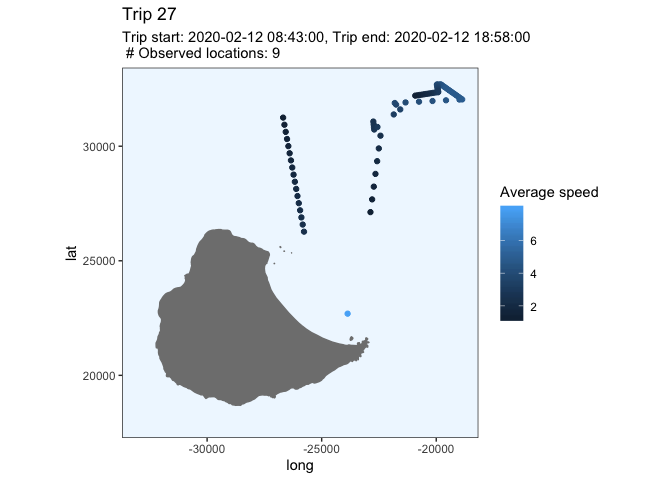 Trip 27
Trip start: 2020-02-12 08:43:00, Trip end: 2020-02-12 18:58:00
# Observed locations: 9
30000
25000
20000
lat
-30000
-25000
-20000
long
Average speed
6
4
2